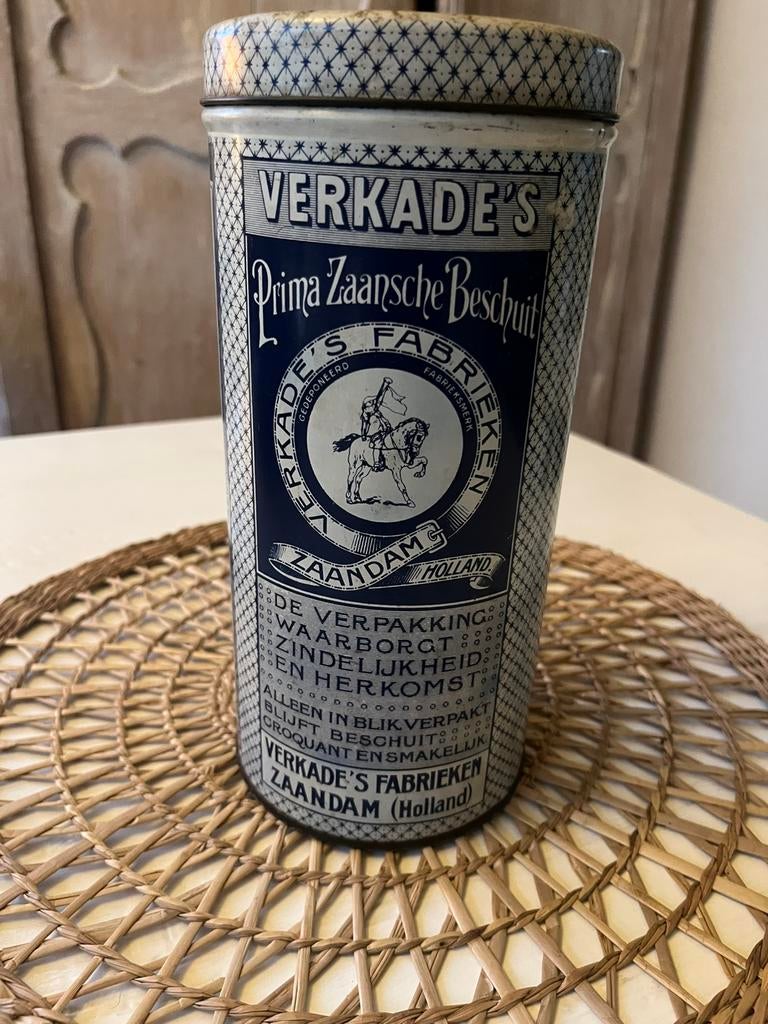 VERKADE'S
Prima Zaansche Beschuit
VERKADE'S FABRIEKEN
GEDEPONEERD FABRIEKSMERK
ZAANDAM HOLLAND.
DE VERPAKKING
WAARBORGT
ZINDELIJKHEID
EN HERKOMST
ALLEEN IN BLIK VERPAKT
BLIJFT BESCHUIT
CROQUANT EN SMAKELIJK
VERKADE'S FABRIEKEN
ZAANDAM (Holland)